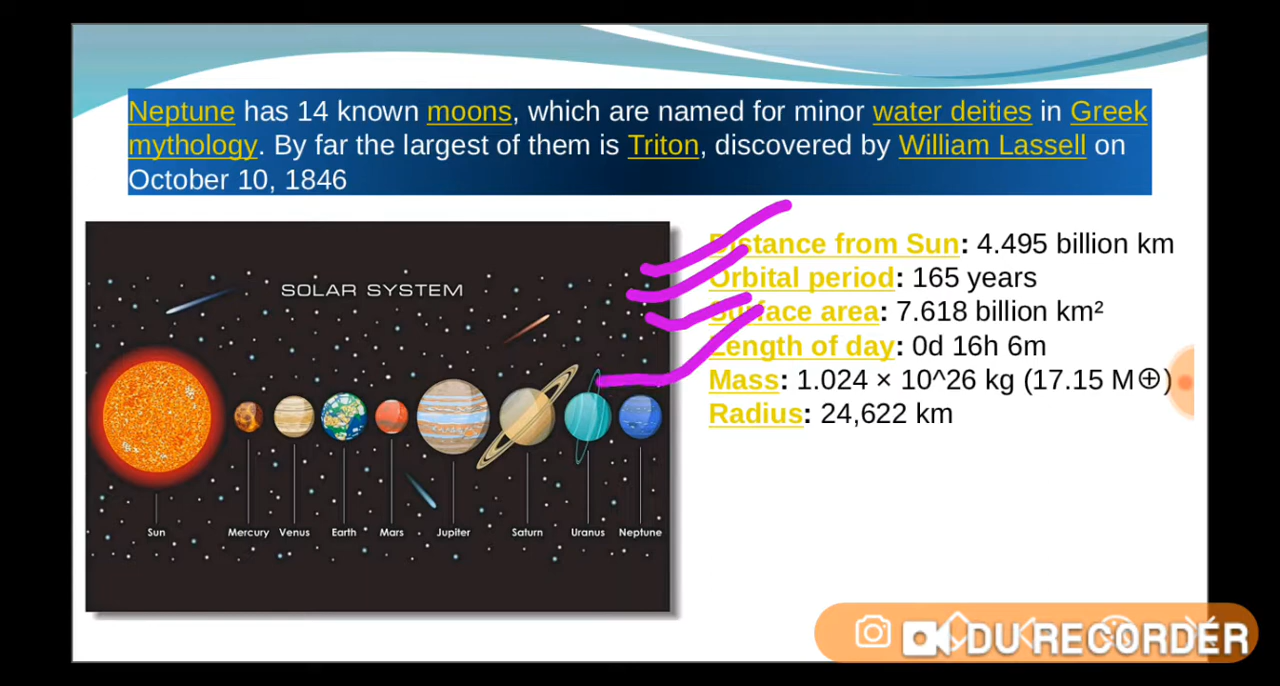 Neptune has 14 known moons, which are named for minor water deities in Greek
mythology. By far the largest of them is Triton, discovered by William Lassell on
October 10, 1846
SOLAR SYSTEM
Sun Mercury Venus Earth Mars Jupiter Saturn Uranus Neptune
Distance from Sun: 4.495 billion km
Orbital period: 165 years
Surface area: 7.618 billion km²
Length of day: 0d 16h 6m
Mass: 1.024 × 10^26 kg (17.15 M⊕)
Radius: 24,622 km
DU RECORDER